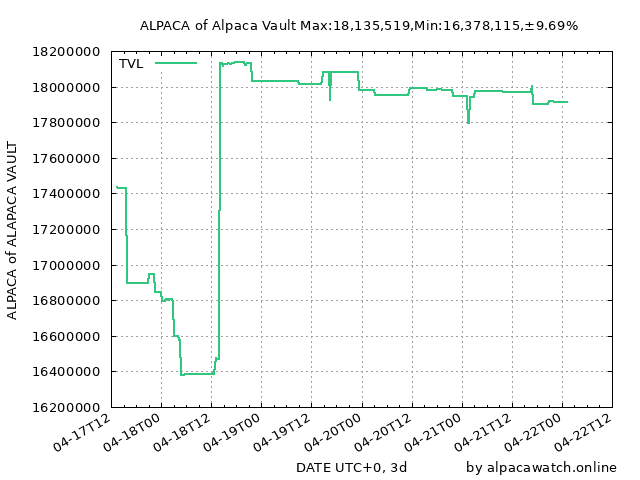 ALPACA of Alpaca Vault Max:18,135,519,Min:16,378,115,±9.69%
TVL
18200000
18000000
17800000
17600000
17400000
17200000
17000000
16800000
16600000
16400000
16200000
ALPACA of ALAPACA VAULT
04-17T12
04-18T00
04-18T12
04-19T00
04-19T12
04-20T00
04-20T12
04-21T00
04-21T12
04-22T00
04-22T12
DATE UTC+0, 3d
by alpacawatch.online